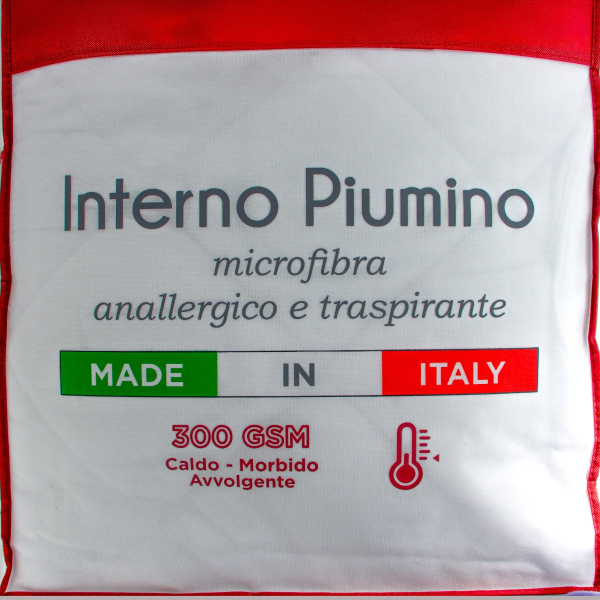 Interno Piumino
microfibra
anallergico e traspirante
MADE IN ITALY
300 GSM
Caldo - Morbido
Avvolgente